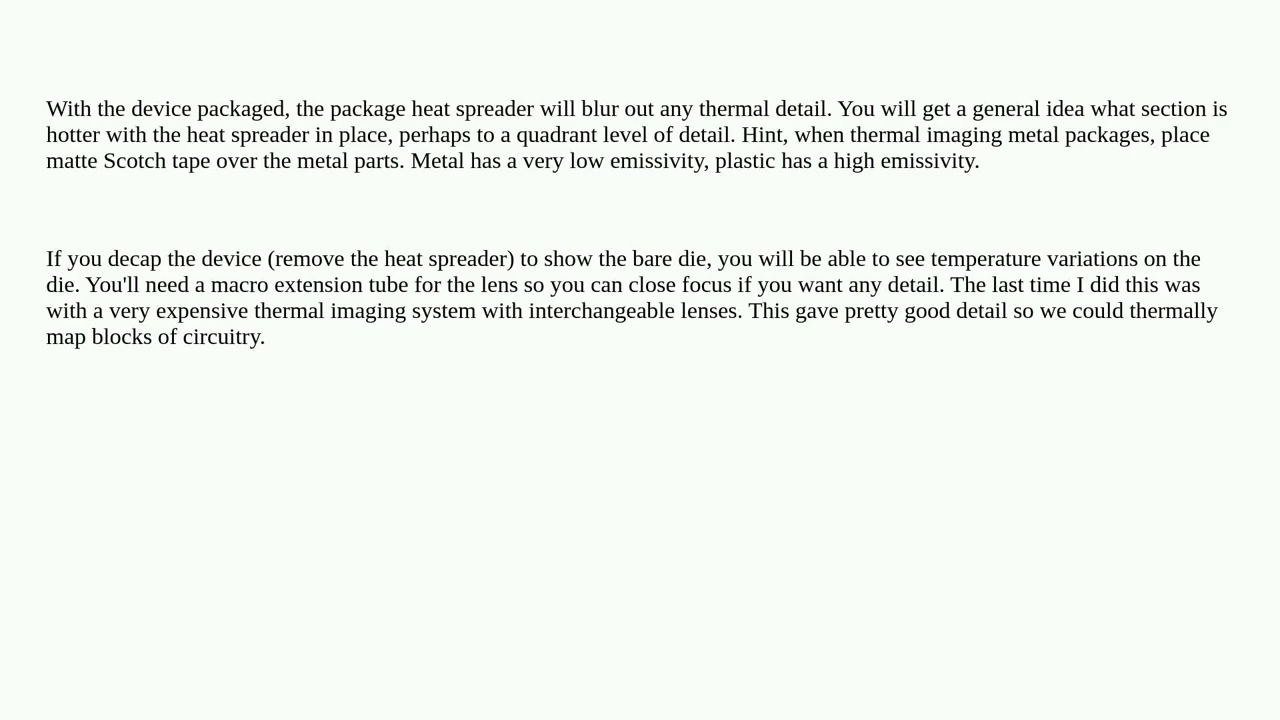 With the device packaged, the package heat spreader will blur out any thermal detail. You will get a general idea what section is
hotter with the heat spreader in place, perhaps to a quadrant level of detail. Hint, when thermal imaging metal packages, place
matte Scotch tape over the metal parts. Metal has a very low emissivity, plastic has a high emissivity.
If you decap the device (remove the heat spreader) to show the bare die, you will be able to see temperature variations on the
die. You'll need a macro extension tube for the lens so you can close focus if you want any detail. The last time I did this was
with a very expensive thermal imaging system with interchangeable lenses. This gave pretty good detail so we could thermally
map blocks of circuitry.